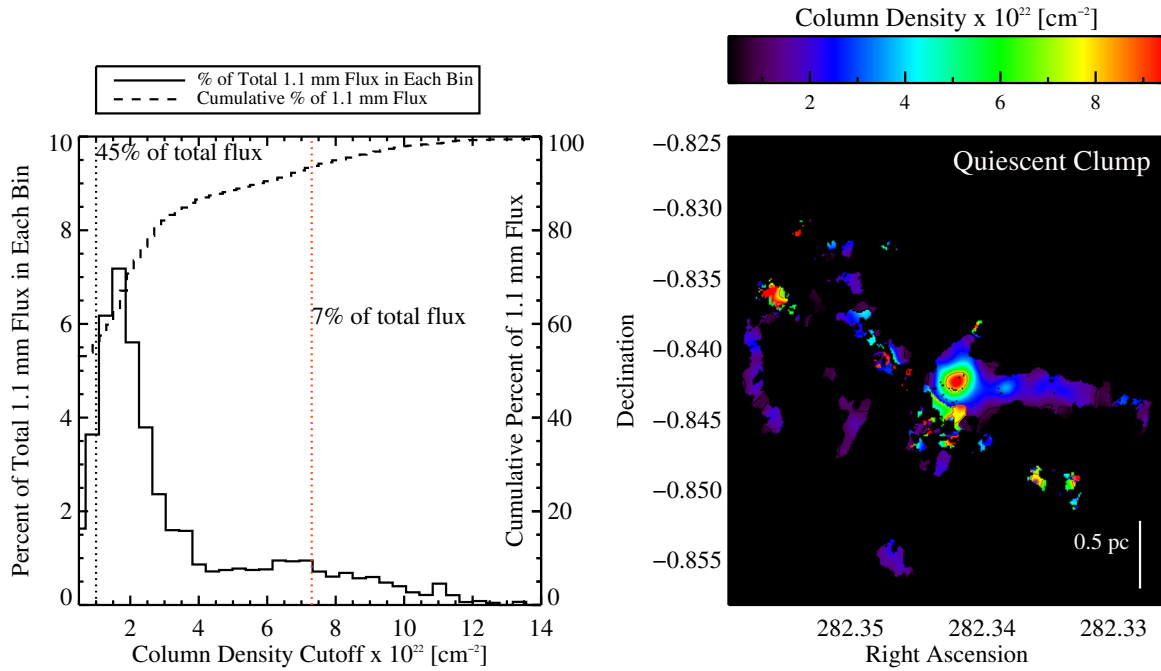 % of Total 1.1 mm Flux in Each Bin
Cumulative % of 1.1 mm Flux
Percent of Total 1.1 mm Flux in Each Bin
10
8
6
4
2
0
45% of total flux
7% of total flux
100
80
60
40
20
0
Cumulative Percent of 1.1 mm Flux
2 4 6 8 10 12 14
Column Density Cutoff x 10²² [cm⁻²]
Column Density x 10²² [cm⁻²]
2 4 6 8
Quiescent Clump
Declination
−0.825
−0.830
−0.835
−0.840
−0.845
−0.850
−0.855
0.5 pc
282.35 282.34 282.33
Right Ascension